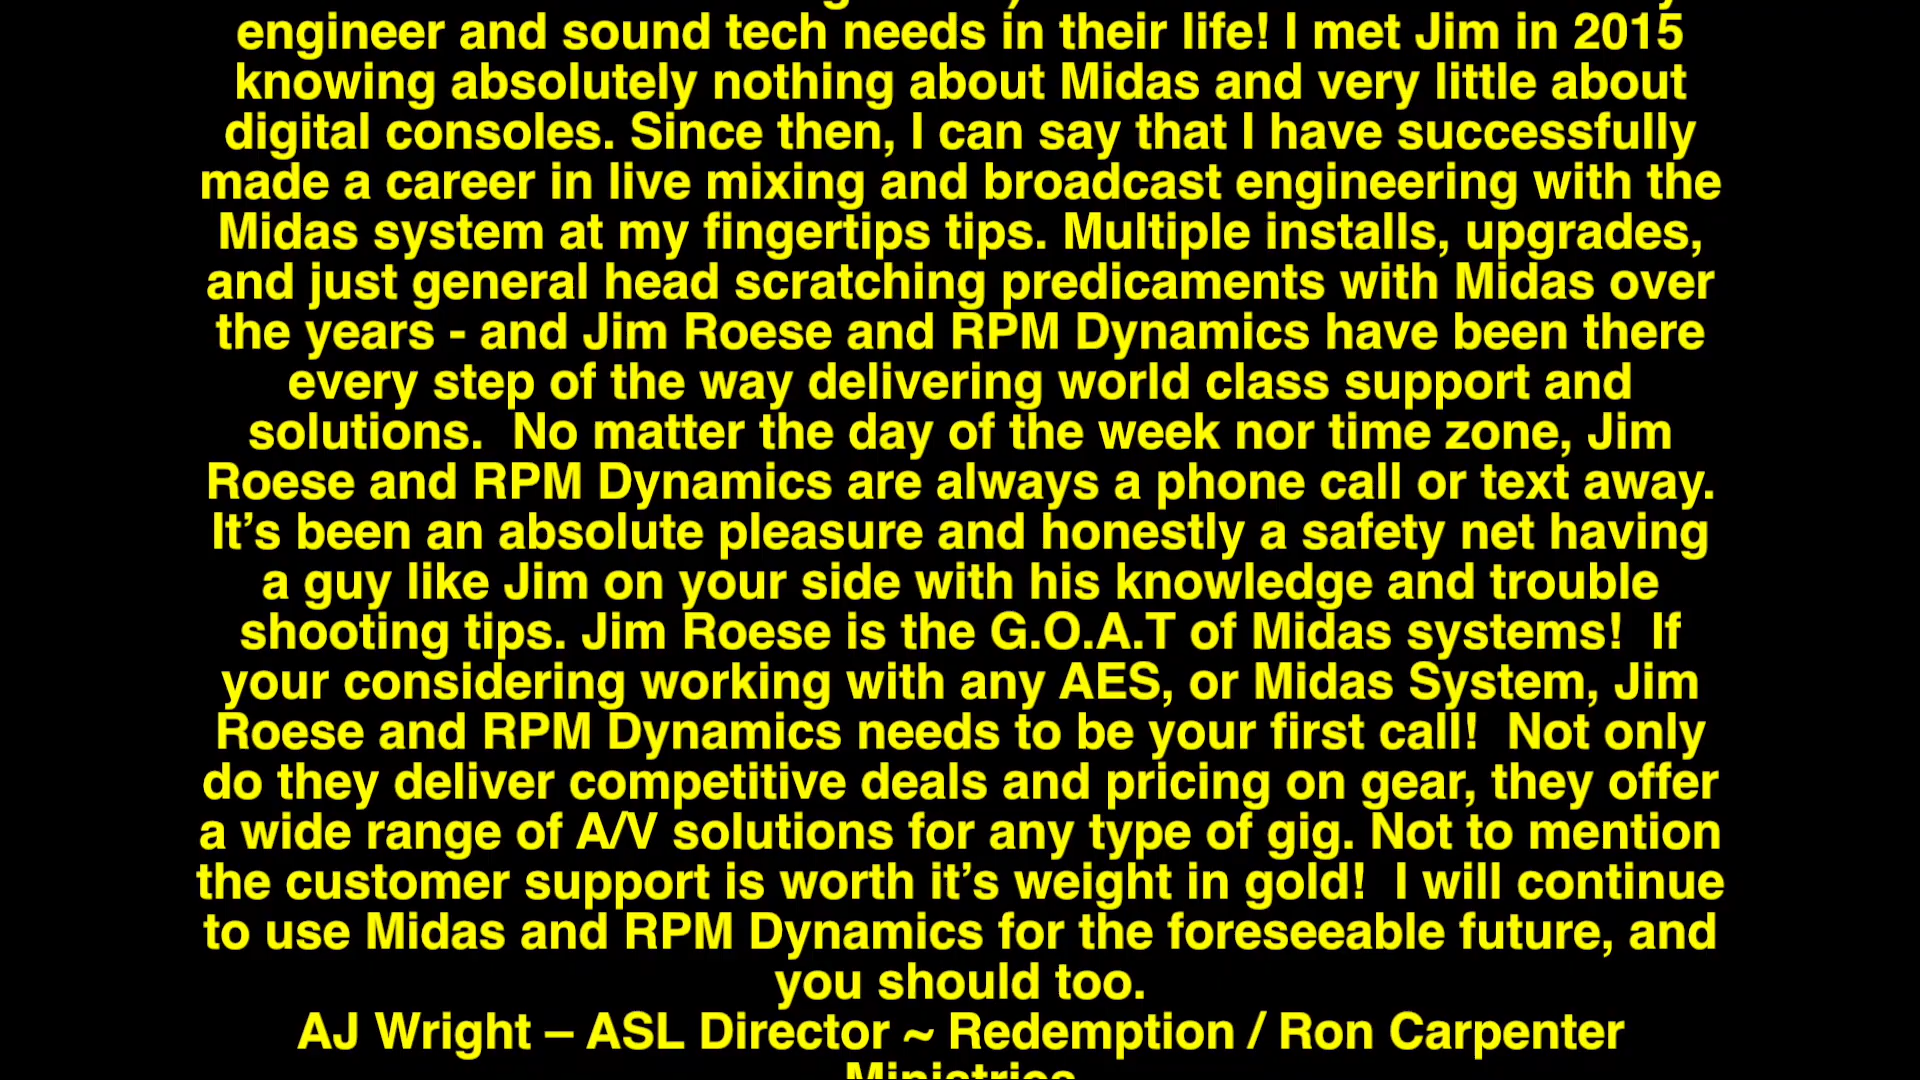 engineer and sound tech needs in their life! I met Jim in 2015
knowing absolutely nothing about Midas and very little about
digital consoles. Since then, I can say that I have successfully
made a career in live mixing and broadcast engineering with the
Midas system at my fingertips tips. Multiple installs, upgrades,
and just general head scratching predicaments with Midas over
the years - and Jim Roese and RPM Dynamics have been there
every step of the way delivering world class support and
solutions.  No matter the day of the week nor time zone, Jim
Roese and RPM Dynamics are always a phone call or text away.
It’s been an absolute pleasure and honestly a safety net having
a guy like Jim on your side with his knowledge and trouble
shooting tips. Jim Roese is the G.O.A.T of Midas systems!  If
your considering working with any AES, or Midas System, Jim
Roese and RPM Dynamics needs to be your first call!  Not only
do they deliver competitive deals and pricing on gear, they offer
a wide range of A/V solutions for any type of gig. Not to mention
the customer support is worth it’s weight in gold!  I will continue
to use Midas and RPM Dynamics for the foreseeable future, and
you should too.
AJ Wright – ASL Director ~ Redemption / Ron Carpenter
Ministries